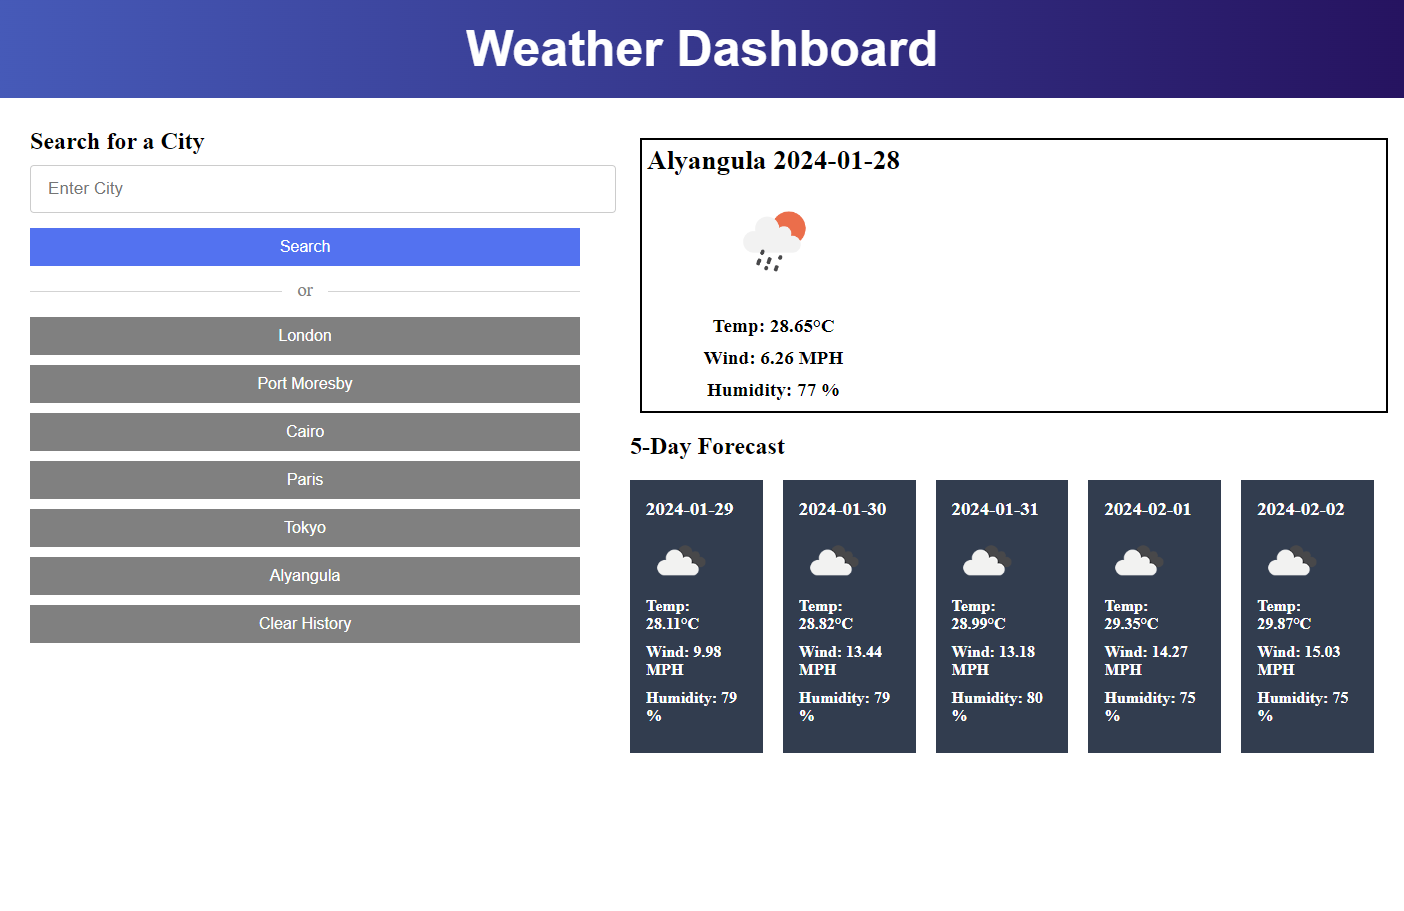 Weather Dashboard
Search for a City
Enter City
Search
or
London
Port Moresby
Cairo
Paris
Tokyo
Alyangula
Clear History
Alyangula 2024-01-28
Temp: 28.65°C
Wind: 6.26 MPH
Humidity: 77 %
5-Day Forecast
2024-01-29
Temp:
28.11°C
Wind: 9.98
MPH
Humidity: 79
%
2024-01-30
Temp:
28.82°C
Wind: 13.44
MPH
Humidity: 79
%
2024-01-31
Temp:
28.99°C
Wind: 13.18
MPH
Humidity: 80
%
2024-02-01
Temp:
29.35°C
Wind: 14.27
MPH
Humidity: 75
%
2024-02-02
Temp:
29.87°C
Wind: 15.03
MPH
Humidity: 75
%